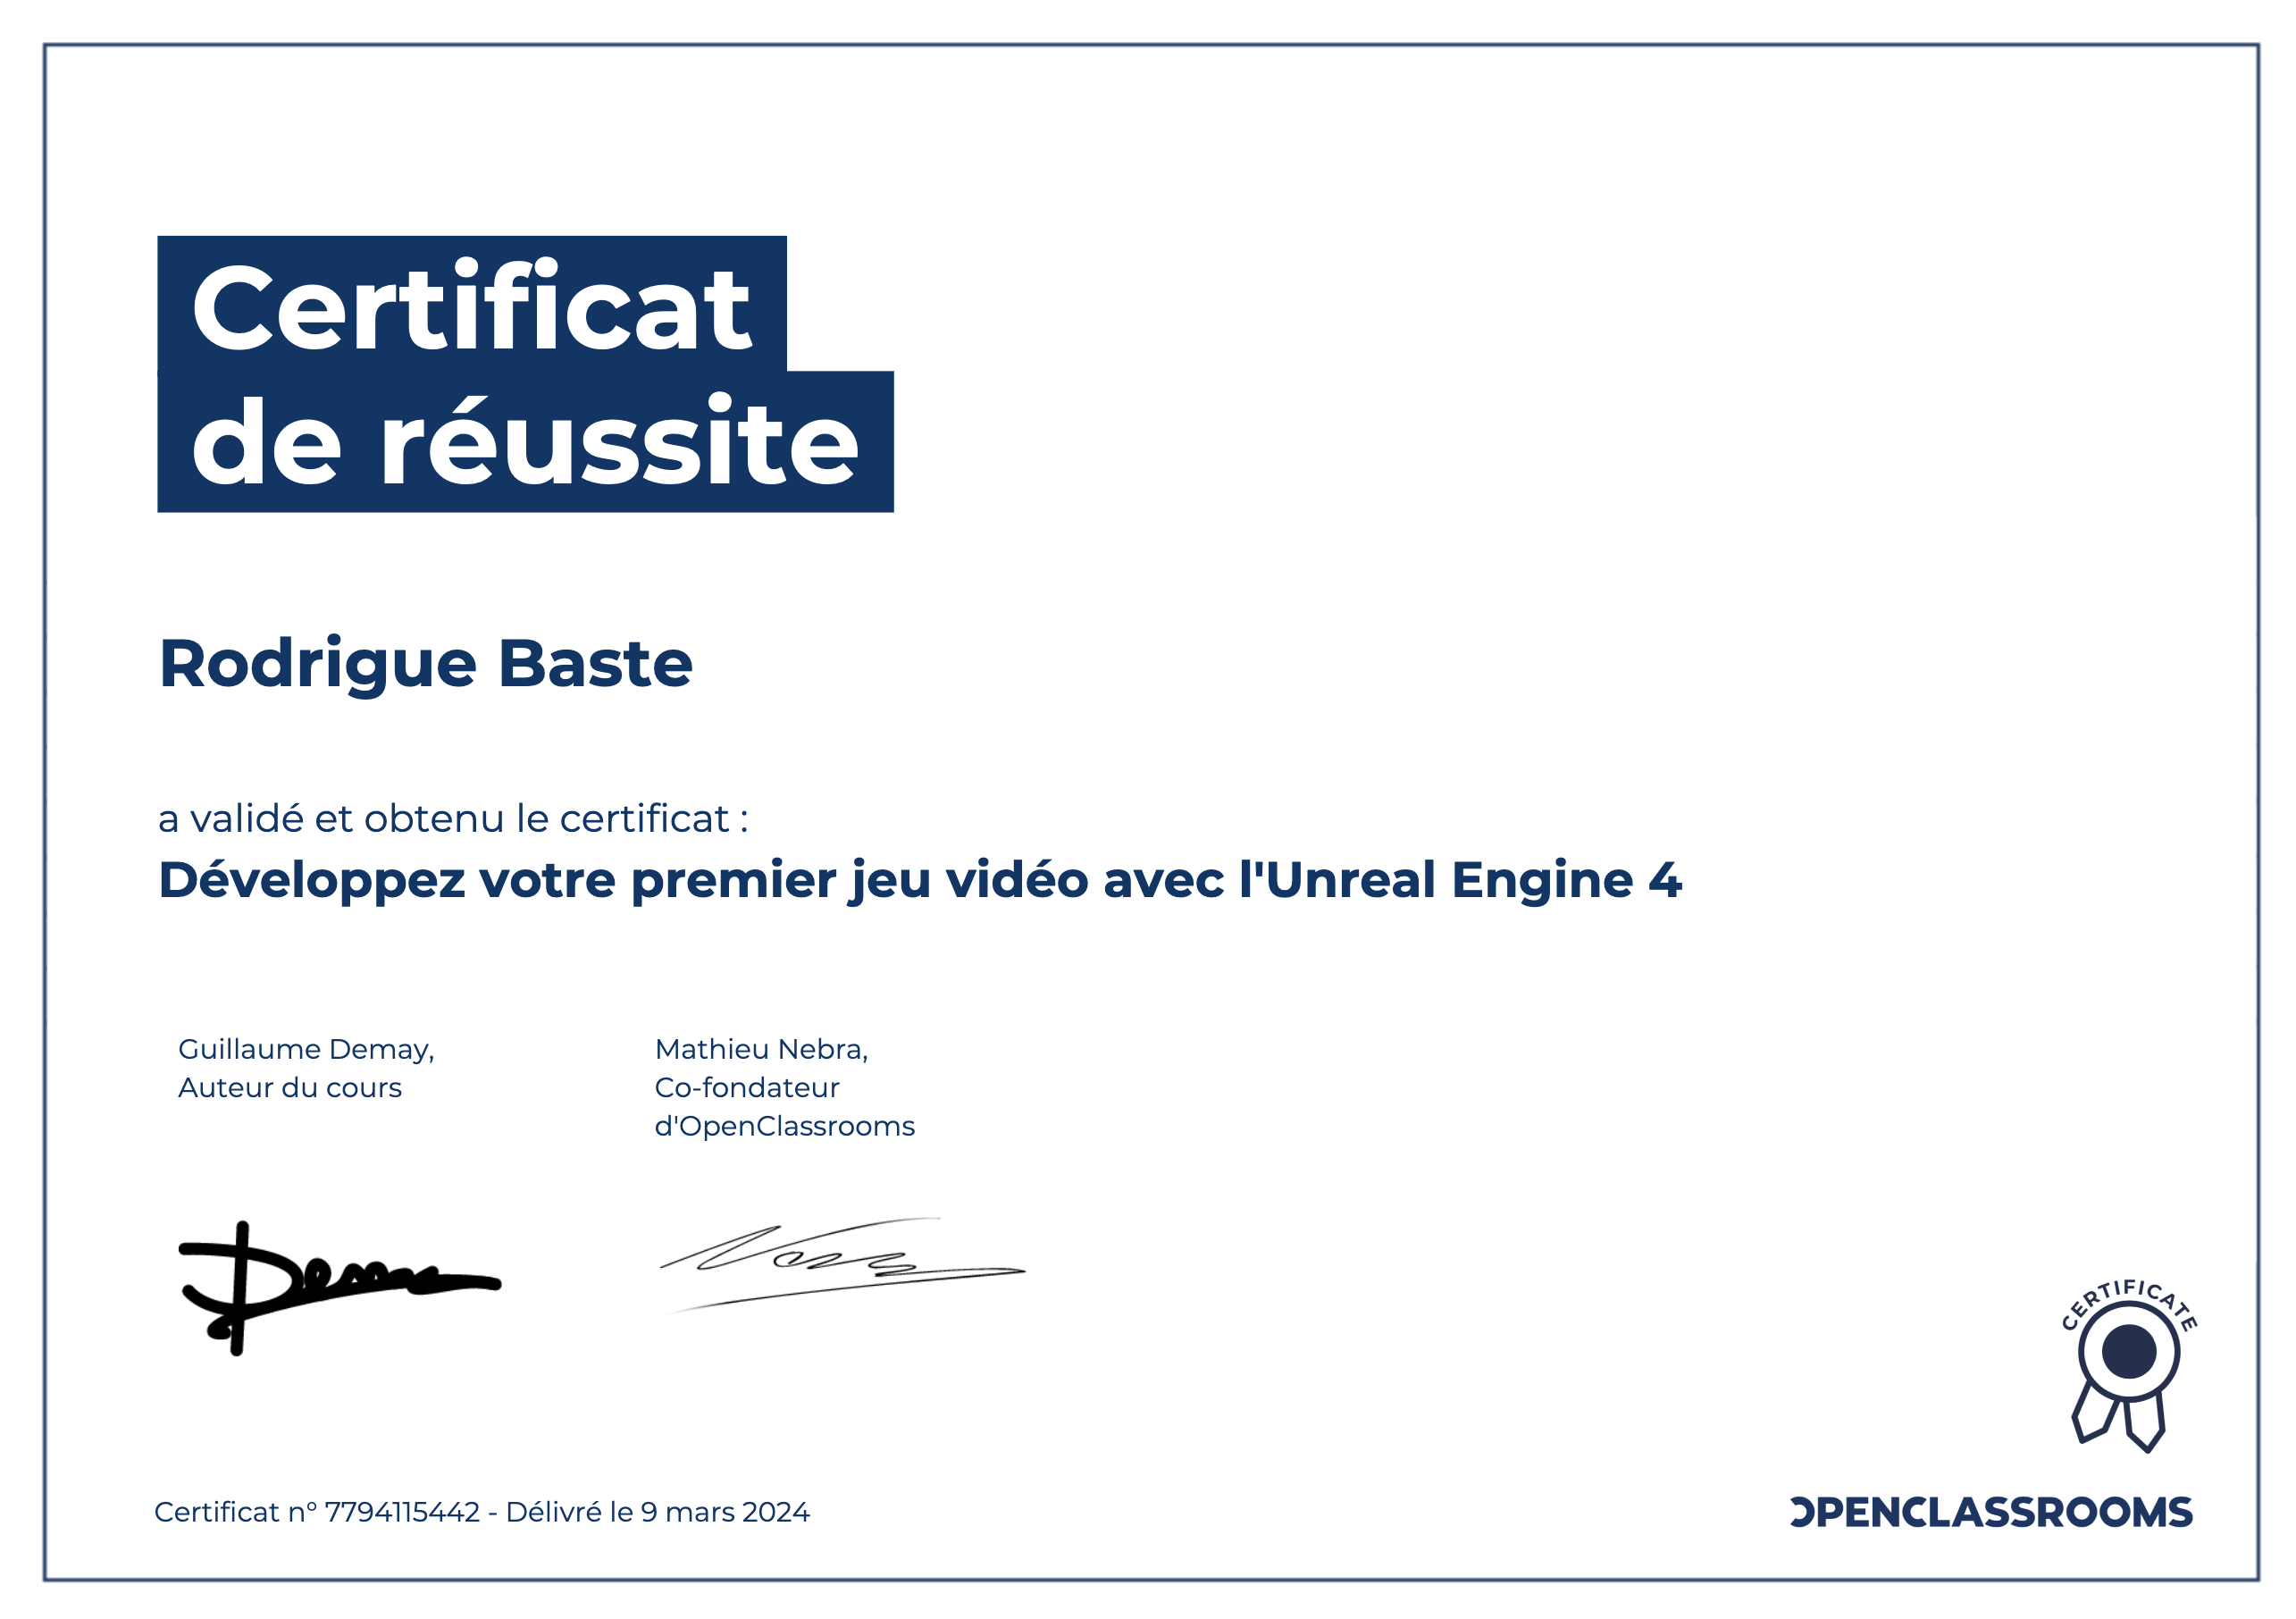 Certificat
de réussite
Rodrigue Baste
a validé et obtenu le certificat :
Développez votre premier jeu vidéo avec l'Unreal Engine 4
Guillaume Demay,
Auteur du cours
Mathieu Nebra,
Co-fondateur
d'OpenClassrooms
CERTIFICATE
Certificat n° 7794115442 - Délivré le 9 mars 2024
OPENCLASSROOMS